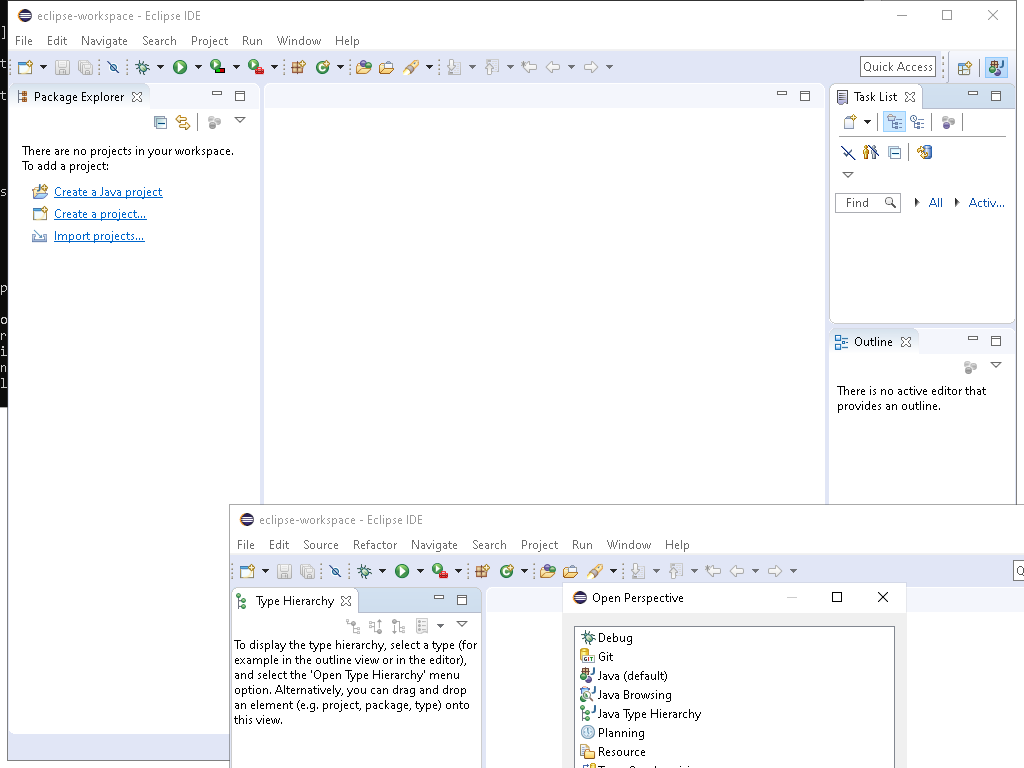 eclipse-workspace - Eclipse IDE
File Edit Navigate Search Project Run Window Help
Quick Access
Package Explorer
Task List
There are no projects in your workspace.
To add a project:
Create a Java project
Create a project...
Import projects...
Find
All
Activ...
Outline
There is no active editor that
provides an outline.
eclipse-workspace - Eclipse IDE
File Edit Source Refactor Navigate Search Project Run Window Help
Type Hierarchy
To display the type hierarchy, select a type (for
example in the outline view or in the editor),
and select the 'Open Type Hierarchy' menu
option. Alternatively, you can drag and drop
an element (e.g. project, package, type) onto
this view.
Open Perspective
Debug
Git
Java (default)
Java Browsing
Java Type Hierarchy
Planning
Resource